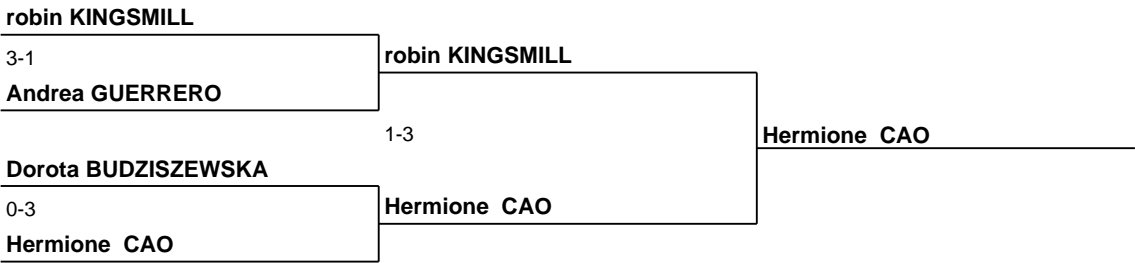 robin KINGSMILL
3-1
robin KINGSMILL
Andrea GUERRERO
1-3
Hermione  CAO
Dorota BUDZISZEWSKA
0-3
Hermione  CAO
Hermione  CAO